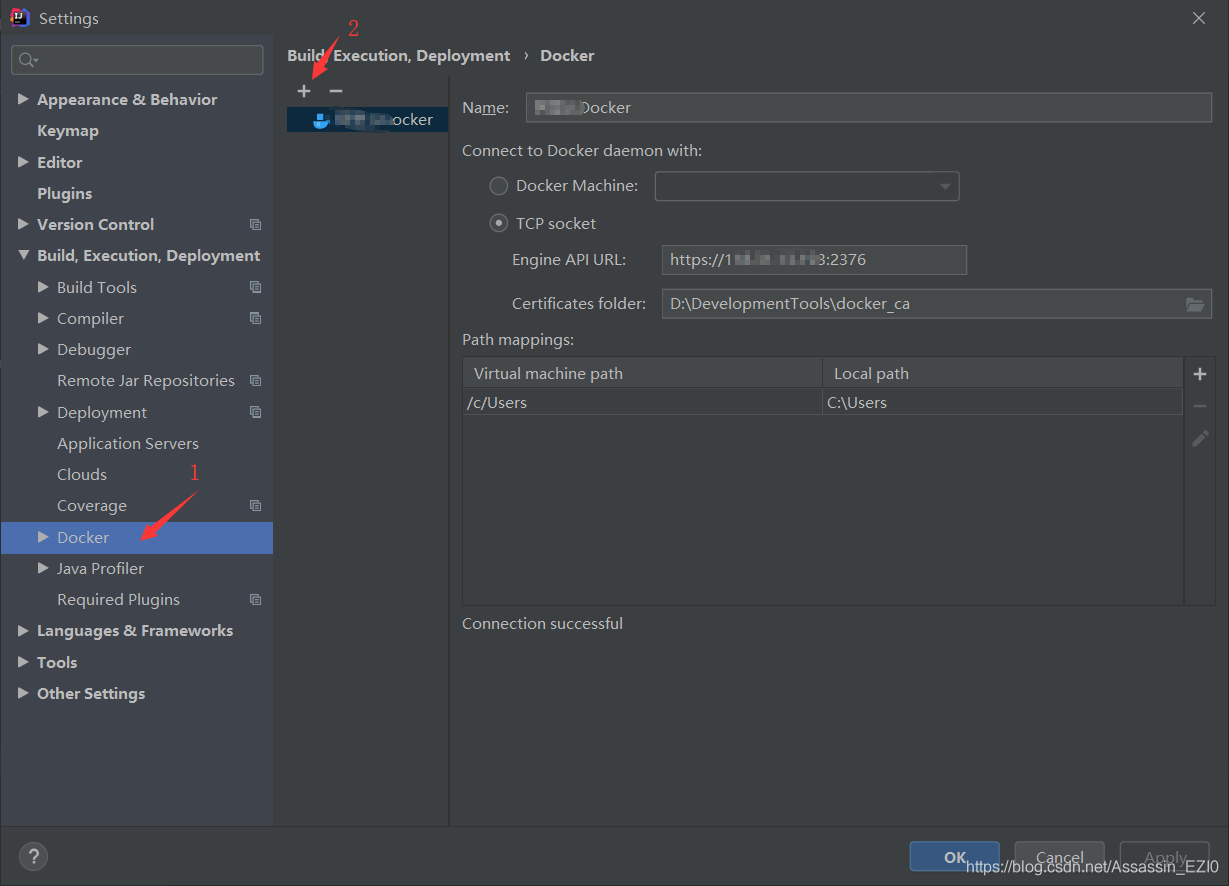 Settings
2
Build, Execution, Deployment › Docker
Appearance & Behavior
Keymap
Editor
Plugins
Version Control
Build, Execution, Deployment
Build Tools
Compiler
Debugger
Remote Jar Repositories
Deployment
Application Servers
Clouds
1
Coverage
Docker
Java Profiler
Required Plugins
Languages & Frameworks
Tools
Other Settings
ocker
Name: Docker
Connect to Docker daemon with:
Docker Machine:
TCP socket
Engine API URL: https://1 :2376
Certificates folder: D:\DevelopmentTools\docker_ca
Path mappings:
Virtual machine path Local path
/c/Users C:\Users
Connection successful
?
OK Cancel Apply
https://blog.csdn.net/Assassin_EZI0